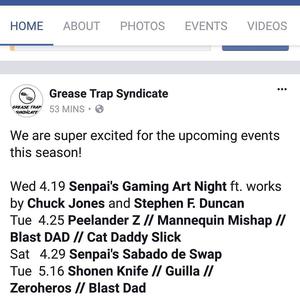 HOME ABOUT PHOTOS EVENTS VIDEOS
GREASE TRAP
SYNDICATE
Grease Trap Syndicate
53 MINS •
We are super excited for the upcoming events
this season!
Wed 4.19 Senpai's Gaming Art Night ft. works
by Chuck Jones and Stephen F. Duncan
Tue 4.25 Peelander Z // Mannequin Mishap //
Blast DAD // Cat Daddy Slick
Sat 4.29 Senpai's Sabado de Swap
Tue 5.16 Shonen Knife // Guilla //
Zeroheros // Blast Dad